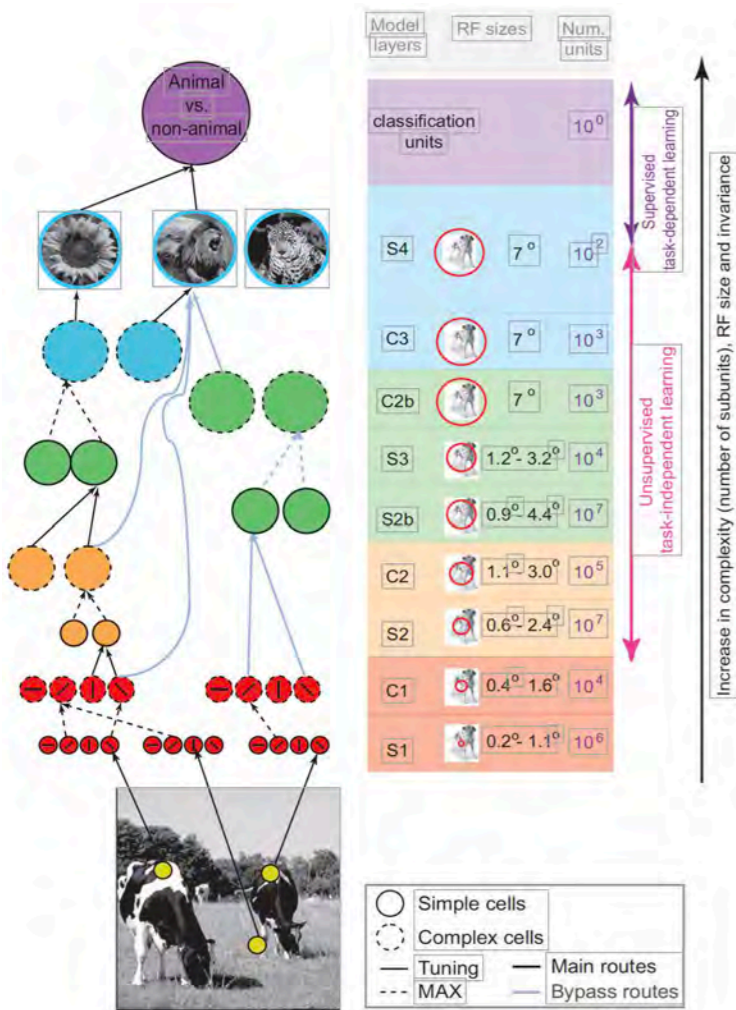 Model layers
RF sizes
Num. units
Animal vs. non-animal
classification units
10⁰
S4
7 °
10²
C3
7 °
10³
C2b
7 °
10³
S3
1.2°- 3.2°
10⁴
S2b
0.9°- 4.4°
10⁷
C2
1.1°- 3.0°
10⁵
S2
0.6°- 2.4°
10⁷
C1
0.4°- 1.6°
10⁴
S1
0.2°- 1.1°
10⁶
Supervised
task-dependent learning
Unsupervised
task-independent learning
Increase in complexity (number of subunits), RF size and invariance
Simple cells
Complex cells
Tuning
Main routes
MAX
Bypass routes